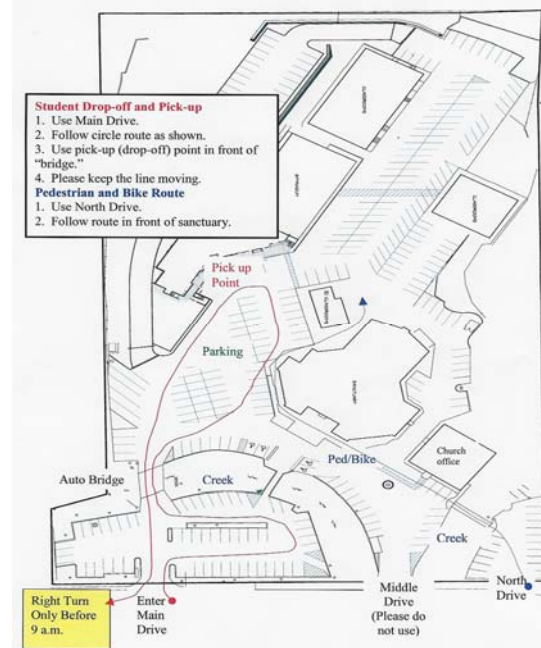 Student Drop-off and Pick-up
1. Use Main Drive.
2. Follow circle route as shown.
3. Use pick-up (drop-off) point in front of
"bridge."
4. Please keep the line moving.
Pedestrian and Bike Route
1. Use North Drive.
2. Follow route in front of sanctuary.
CLASSROOMS
CLASSROOMS
Pick up
Point
CLASSROOMS
Parking
SANCTUARY
Ped/Bike
Church
office
Auto Bridge
Creek
Creek
Right Turn
Only Before
9 a.m.
Enter
Main
Drive
Middle
Drive
(Please do
not use)
North
Drive